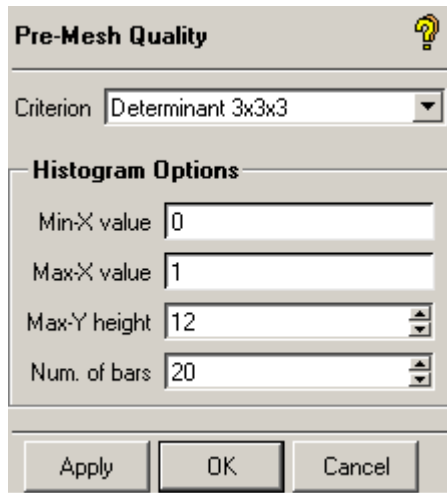 Pre-Mesh Quality
Criterion Determinant 3x3x3
Histogram Options
Min-X value 0
Max-X value 1
Max-Y height 12
Num. of bars 20
Apply OK Cancel